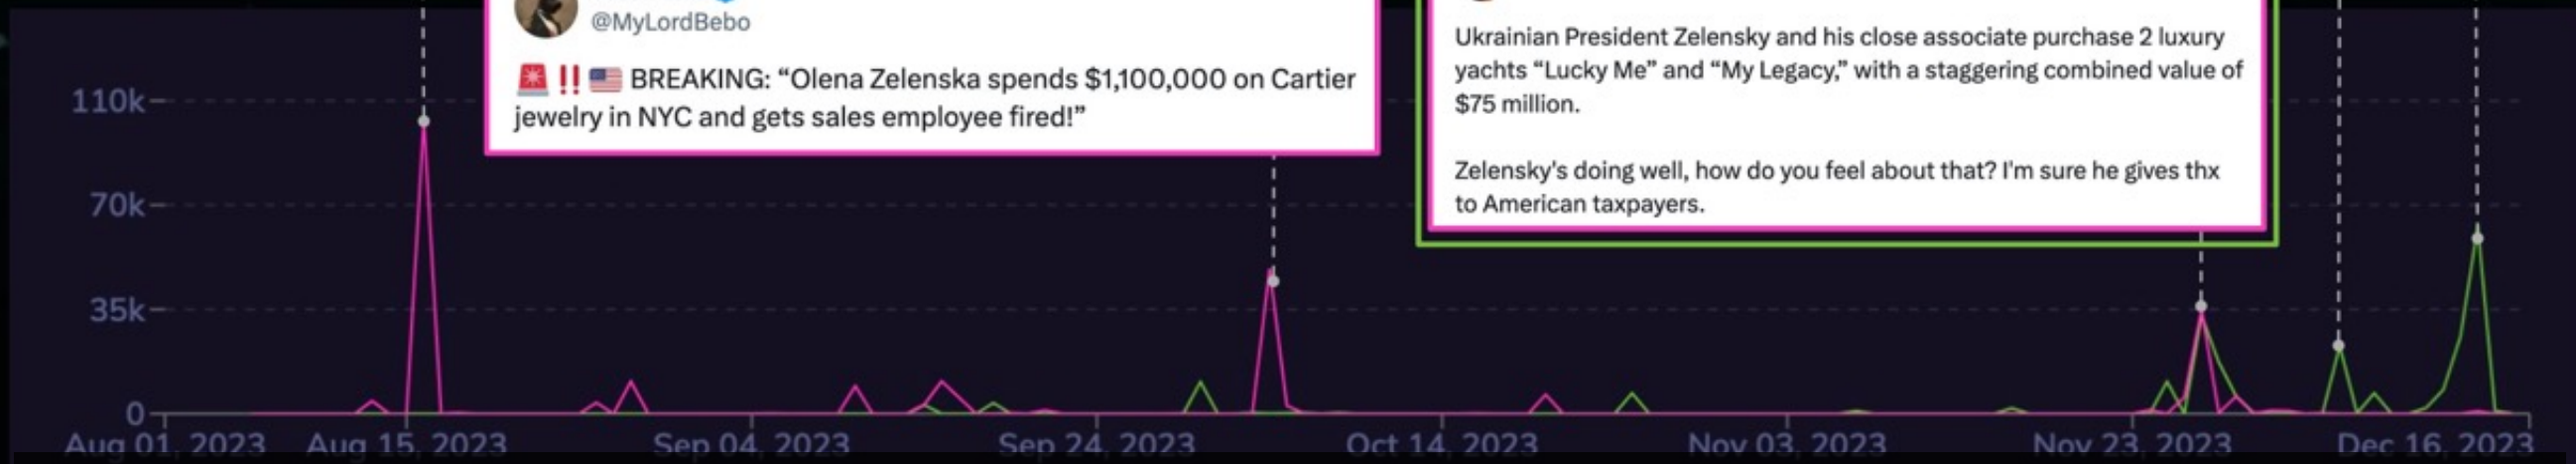 @MyLordBebo
🚨‼️🇺🇸 BREAKING: “Olena Zelenska spends $1,100,000 on Cartier
jewelry in NYC and gets sales employee fired!”
Ukrainian President Zelensky and his close associate purchase 2 luxury
yachts “Lucky Me” and “My Legacy,” with a staggering combined value of
$75 million.
Zelensky's doing well, how do you feel about that? I'm sure he gives thx
to American taxpayers.
110k
70k
35k
0
Aug 01, 2023 Aug 15, 2023 Sep 04, 2023 Sep 24, 2023 Oct 14, 2023 Nov 03, 2023 Nov 23, 2023 Dec 16, 2023